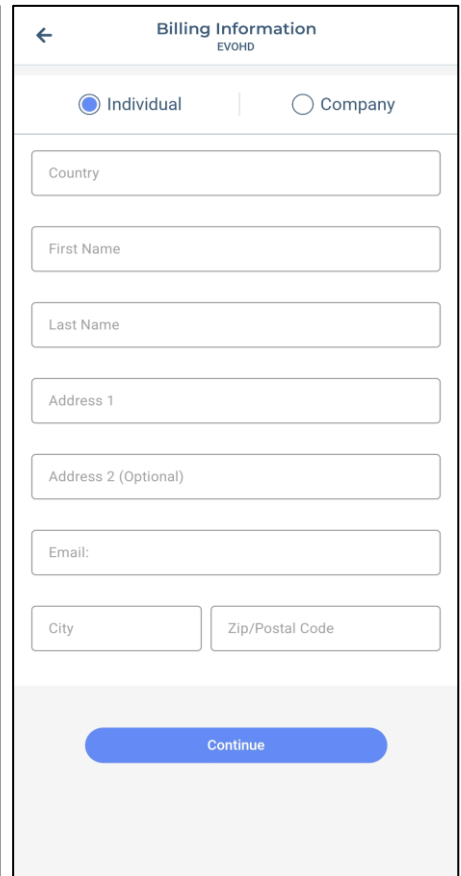 Billing Information
EVOHD
Individual Company
Country
First Name
Last Name
Address 1
Address 2 (Optional)
Email:
City Zip/Postal Code
Continue